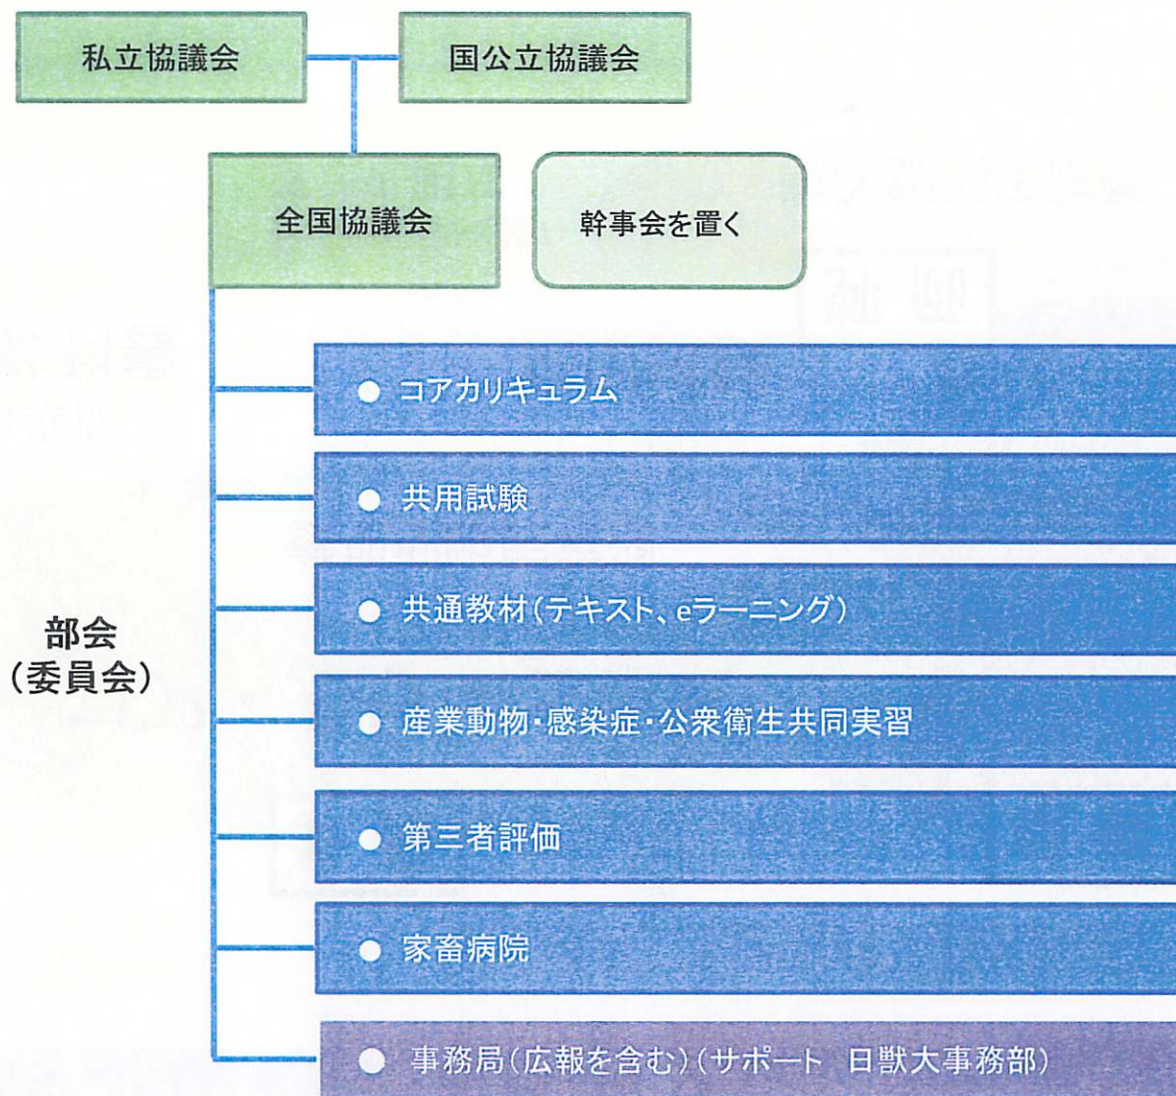 私立協議会
国公立協議会
全国協議会
幹事会を置く
● コアカリキュラム
● 共用試験
● 共通教材(テキスト、eラーニング)
部会
(委員会)
● 産業動物・感染症・公衆衛生共同実習
● 第三者評価
● 家畜病院
● 事務局(広報を含む)(サポート 日獣大事務部)